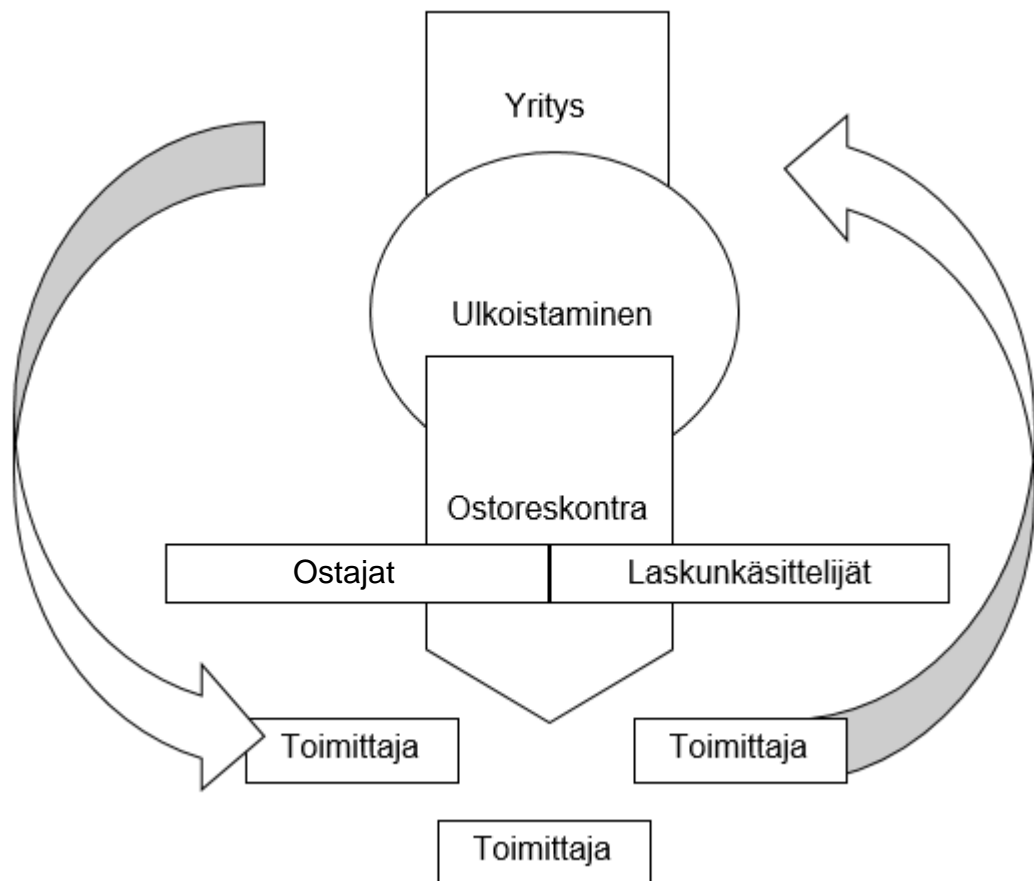 Yritys
Ulkoistaminen
Ostoreskontra
Ostajat
Laskunkäsittelijät
Toimittaja
Toimittaja
Toimittaja